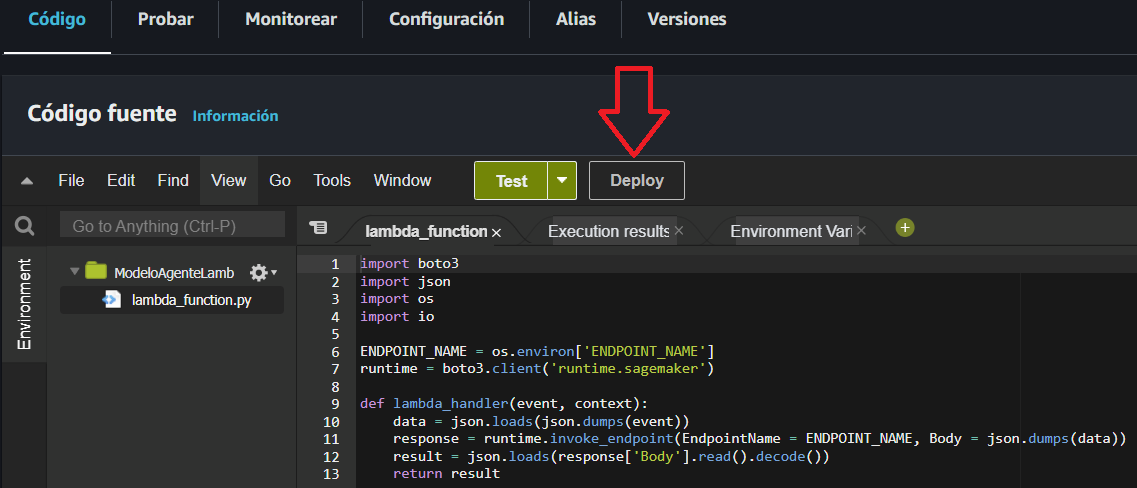 Código Probar Monitorear Configuración Alias Versiones
Código fuente Información
File Edit Find View Go Tools Window Test Deploy
Go to Anything (Ctrl-P)
lambda_function Execution results Environment Vari
Environment
ModeloAgenteLamb
lambda_function.py
1 import boto3
2 import json
3 import os
4 import io
5
6 ENDPOINT_NAME = os.environ['ENDPOINT_NAME']
7 runtime = boto3.client('runtime.sagemaker')
8
9 def lambda_handler(event, context):
10     data = json.loads(json.dumps(event))
11     response = runtime.invoke_endpoint(EndpointName = ENDPOINT_NAME, Body = json.dumps(data))
12     result = json.loads(response['Body'].read().decode())
13     return result